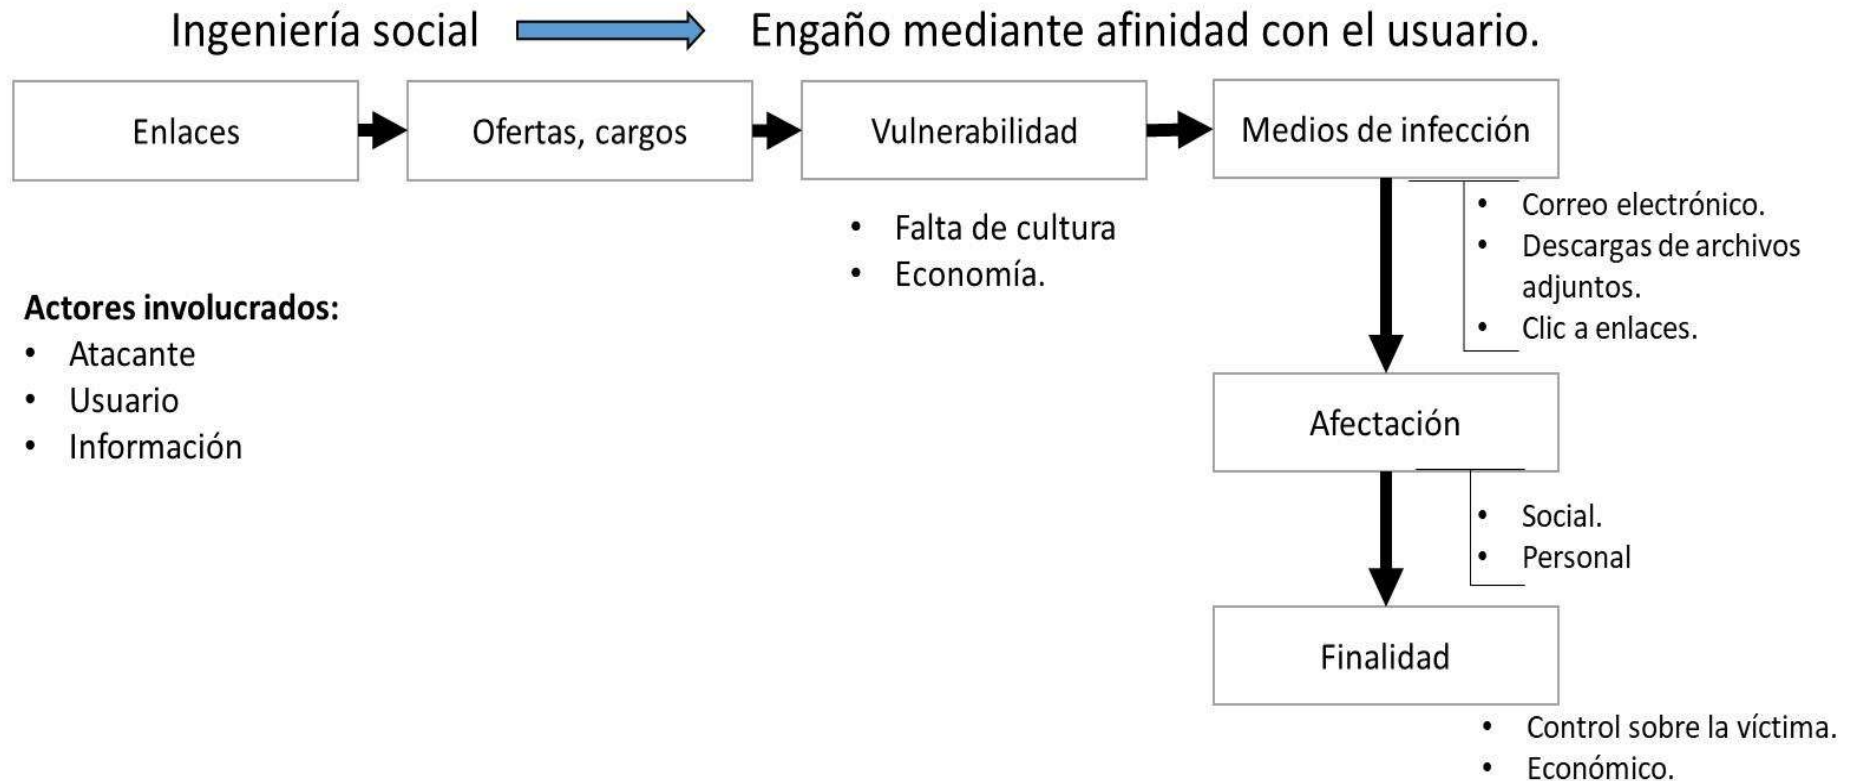 Ingeniería social
Engaño mediante afinidad con el usuario.
Enlaces
Ofertas, cargos
Vulnerabilidad
Medios de infección
• Falta de cultura
• Economía.
• Correo electrónico.
• Descargas de archivos
adjuntos.
• Clic a enlaces.
Actores involucrados:
• Atacante
• Usuario
• Información
Afectación
• Social.
• Personal
Finalidad
• Control sobre la víctima.
• Económico.